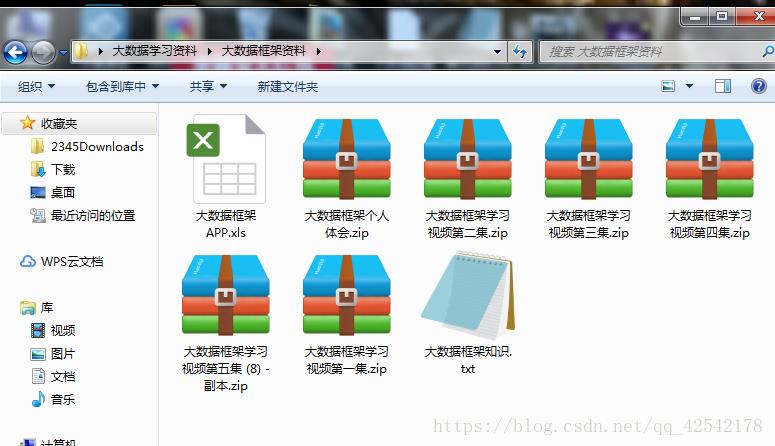 大数据学习资料 大数据框架资料
搜索 大数据框架资料
组织 包含到库中 共享 新建文件夹
收藏夹
2345Downloads
下载
桌面
最近访问的位置
WPS云文档
库
视频
图片
文档
音乐
计算机
大数据框架
APP.xls
大数据框架个人
体会.zip
大数据框架学习
视频第二集.zip
大数据框架学习
视频第三集.zip
大数据框架学习
视频第四集.zip
大数据框架学习
视频第五集 (8) -
副本.zip
大数据框架学习
视频第一集.zip
大数据框架知识.
txt
https://blog.csdn.net/qq_42542178